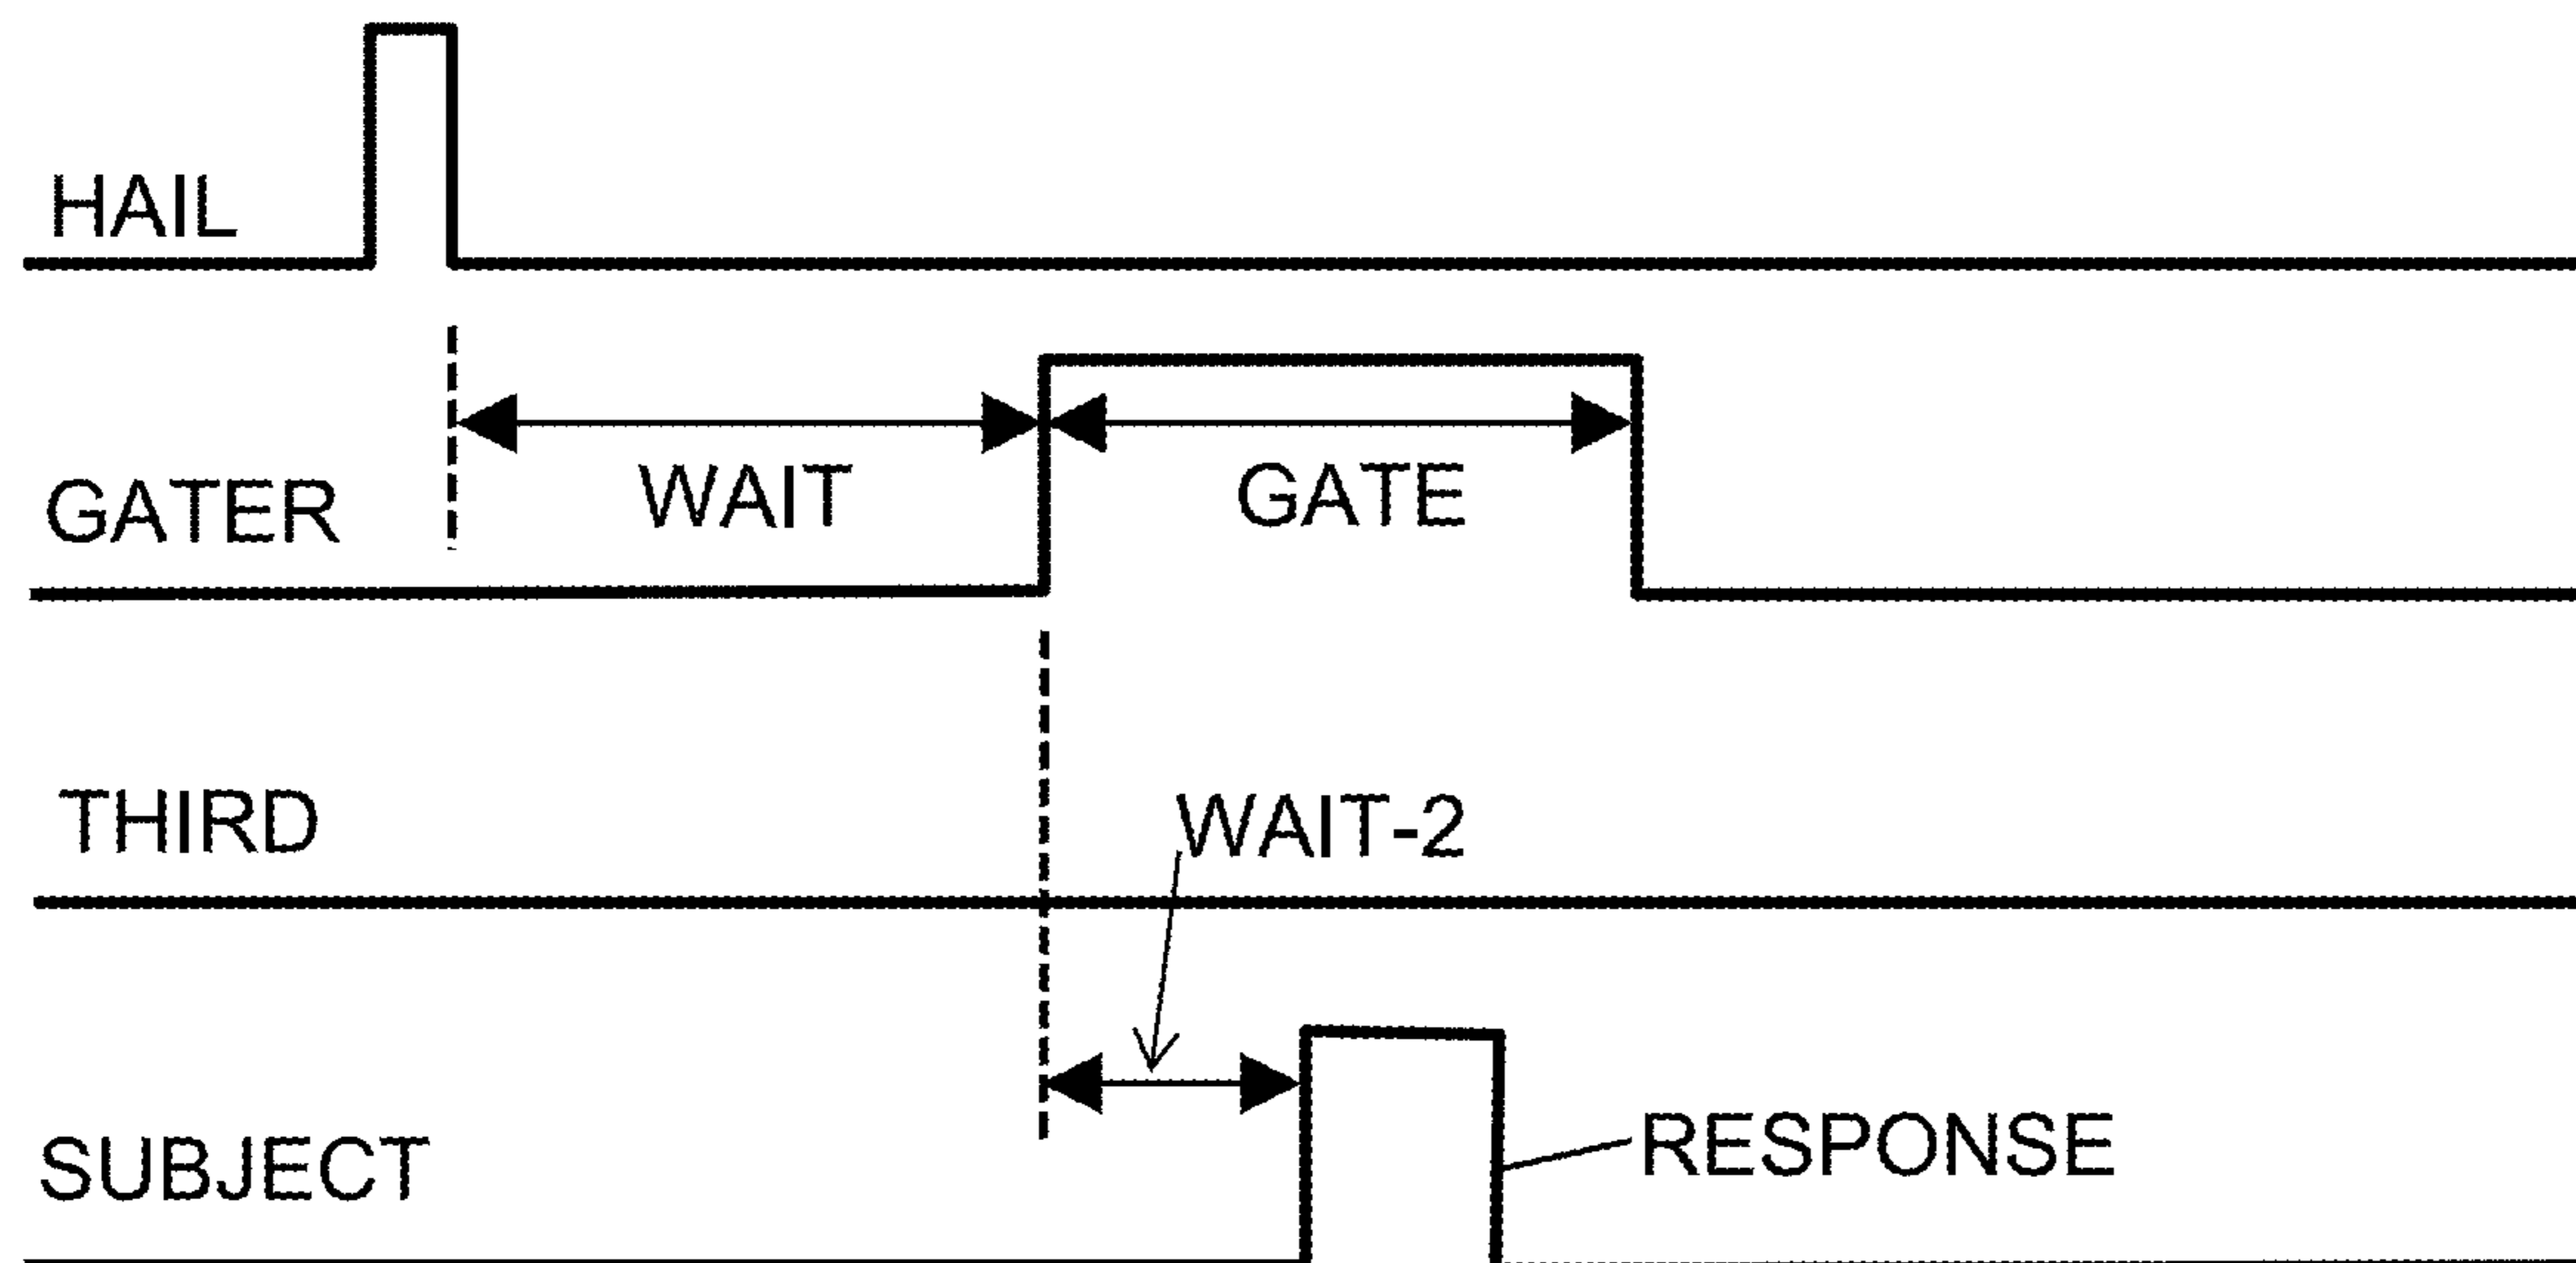 HAIL
WAIT
GATE
GATER
THIRD
WAIT-2
SUBJECT
RESPONSE